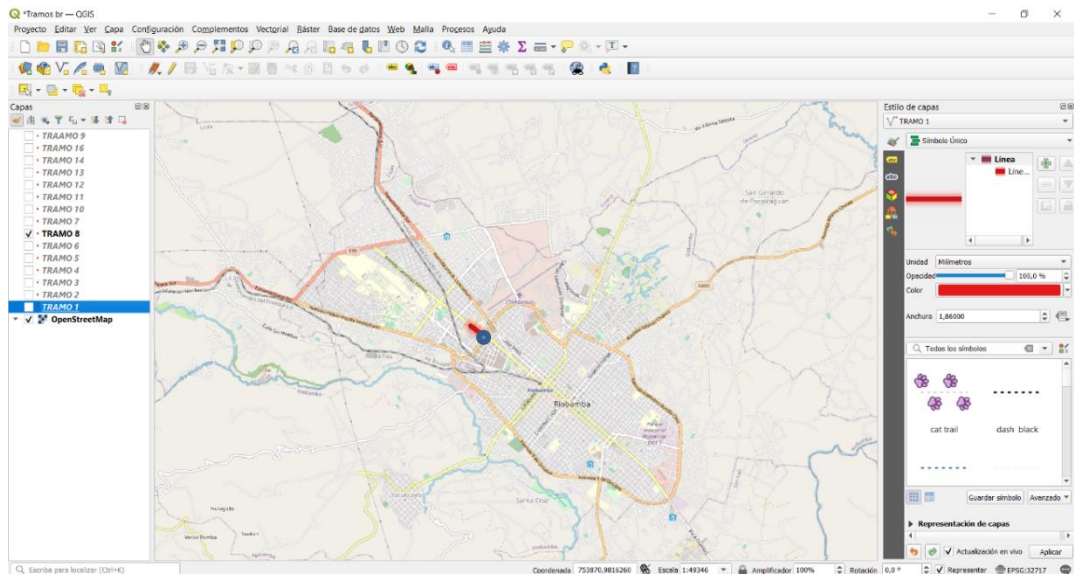 *Tramos br — QGIS
Proyecto Editar Ver Capa Configuración Complementos Vectorial Ráster Base de datos Web Malla Procesos Ayuda
Capas
TRAAMO 9
TRAMO 16
TRAMO 14
TRAMO 13
TRAMO 12
TRAMO 11
TRAMO 10
TRAMO 7
TRAMO 8
TRAMO 6
TRAMO 5
TRAMO 4
TRAMO 3
TRAMO 2
TRAMO 1
OpenStreetMap
San Gerardo
de Pacaicaguan
Riobamba
Parque
Industrial
Santa Cruz
Estilo de capas
TRAMO 1
Símbolo Único
Línea
Líne...
Unidad Milímetros
Opacidad 100,0 %
Color
Anchura 1,86000
Todos los símbolos
cat trail
dash black
Guardar símbolo Avanzado
Representación de capas
Actualización en vivo Aplicar
Escriba para localizar (Ctrl+K) Coordenada 753870,9816260 Escala 1:49346 Amplificador 100% Rotación 0,0 ° Representar EPSG:32717